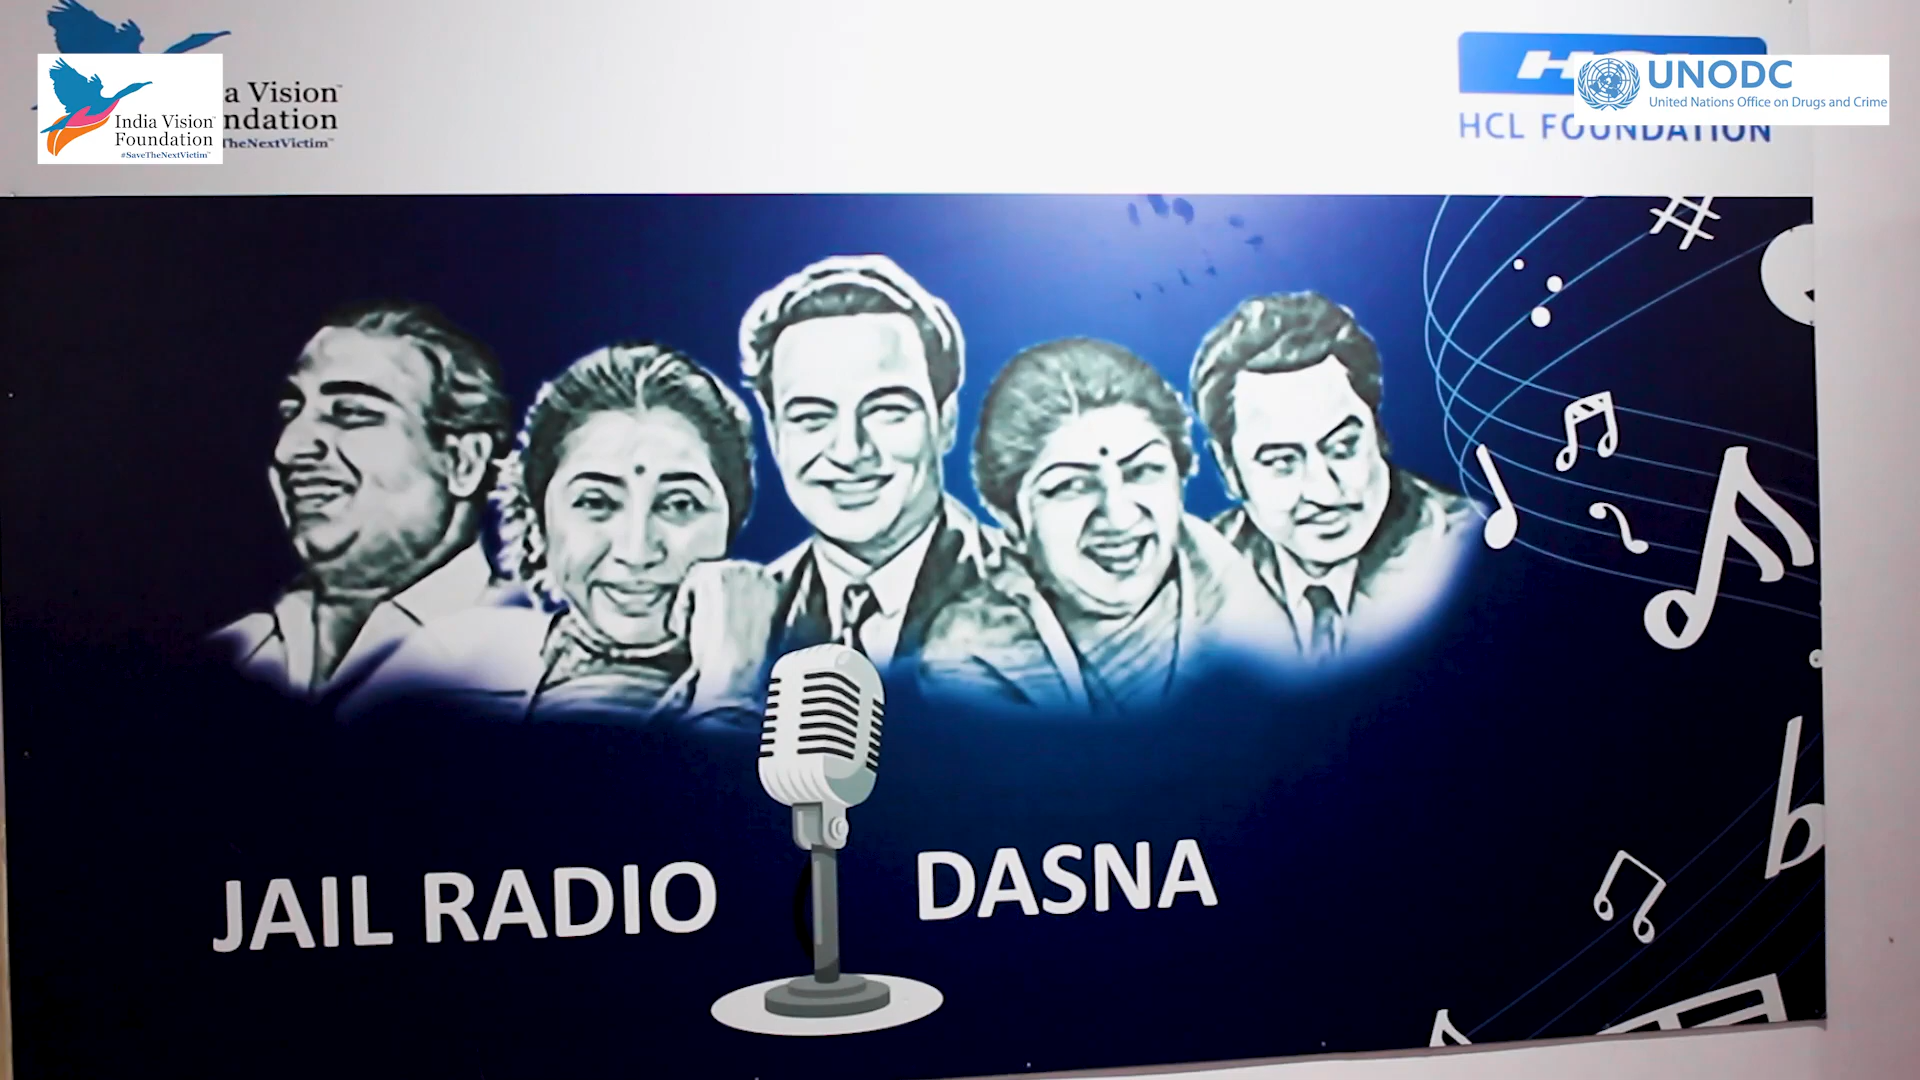 India Vision
Foundation
#SaveTheNextVictim
a Vision
ndation
TheNextVictim
HCL FOUNDATION
UNODC
United Nations Office on Drugs and Crime
JAIL RADIO DASNA